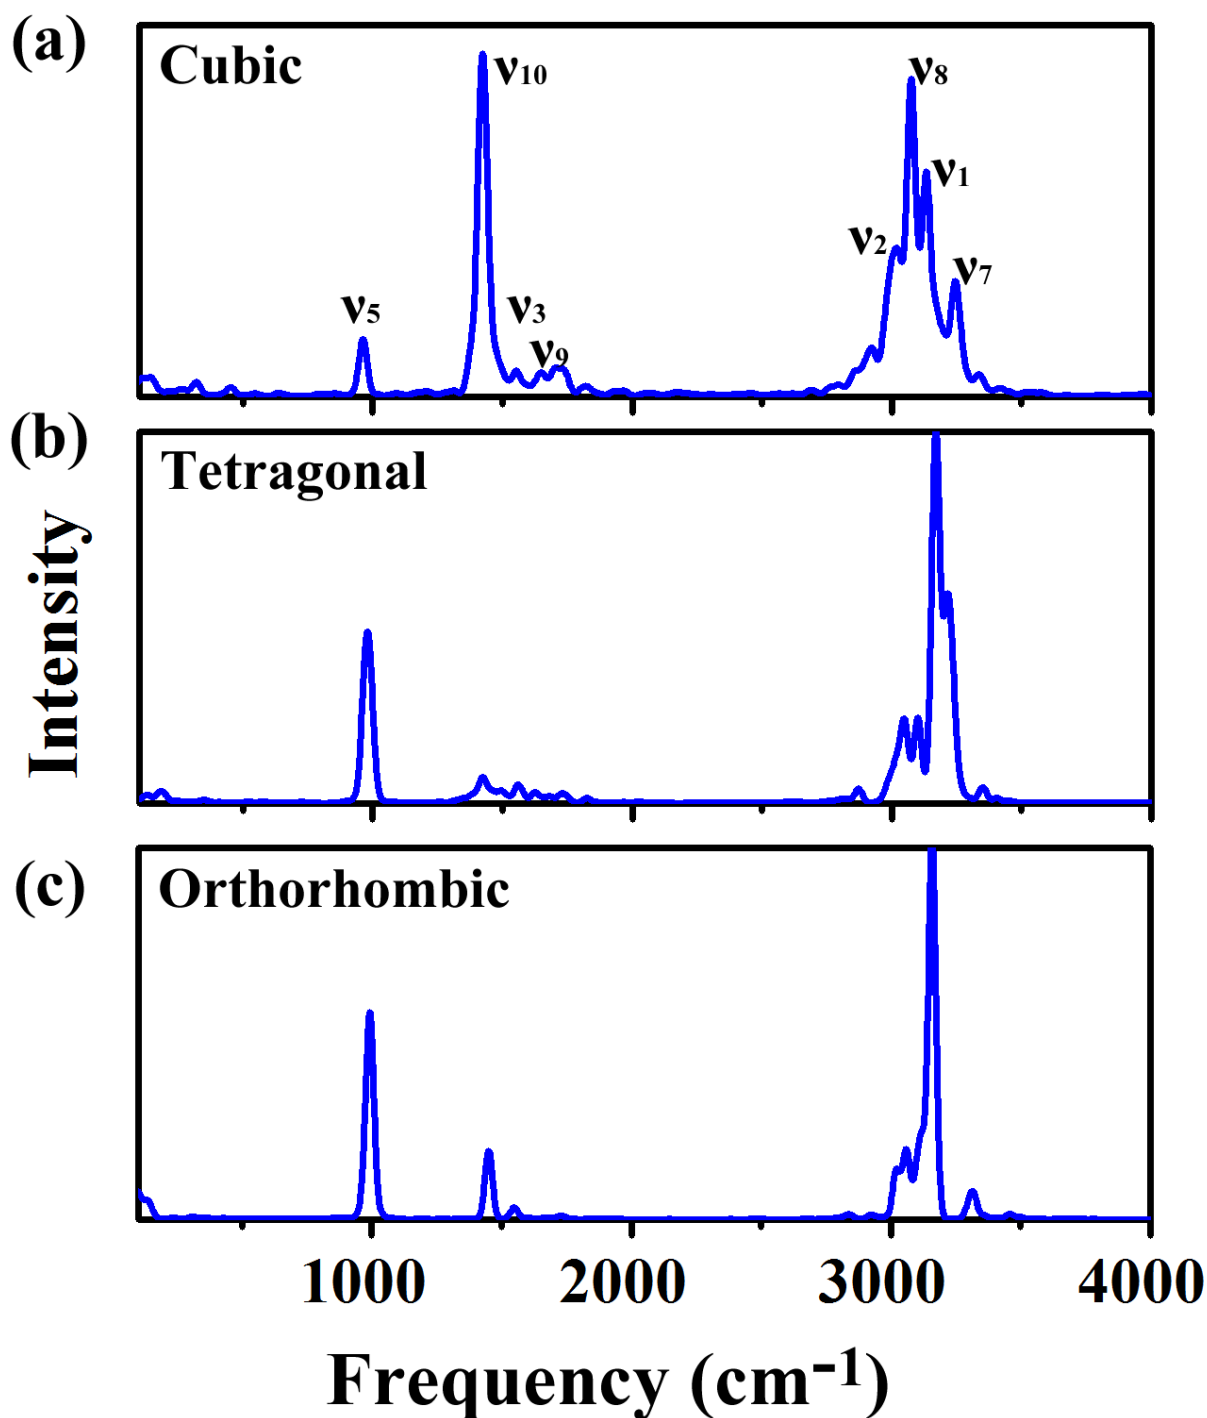 (a)
Cubic
ν5
ν10
ν3
ν9
ν2
ν8
ν1
ν7
(b)
Tetragonal
Intensity
(c)
Orthorhombic
1000 2000 3000 4000
Frequency (cm⁻¹)